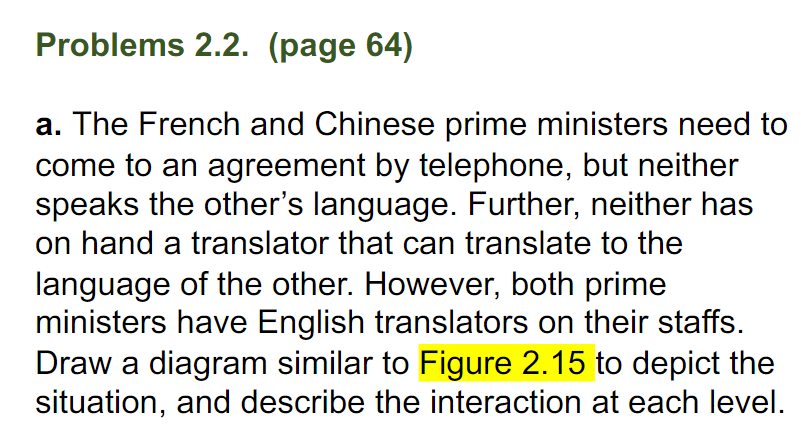 Problems 2.2.  (page 64)
a. The French and Chinese prime ministers need to
come to an agreement by telephone, but neither
speaks the other’s language. Further, neither has
on hand a translator that can translate to the
language of the other. However, both prime
ministers have English translators on their staffs.
Draw a diagram similar to Figure 2.15 to depict the
situation, and describe the interaction at each level.